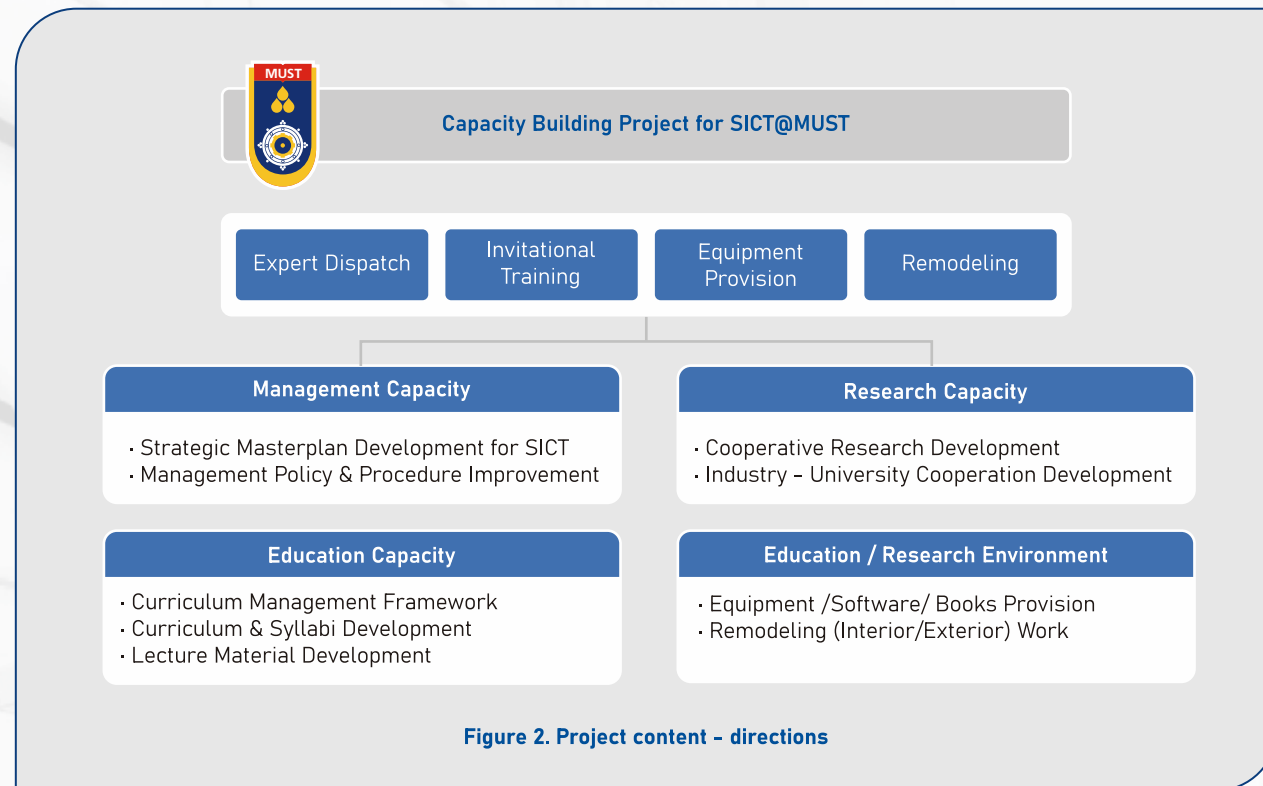 MUST
Capacity Building Project for SICT@MUST
Expert Dispatch
Invitational
Training
Equipment
Provision
Remodeling
Management Capacity
· Strategic Masterplan Development for SICT
· Management Policy & Procedure Improvement
Research Capacity
· Cooperative Research Development
· Industry – University Cooperation Development
Education Capacity
· Curriculum Management Framework
· Curriculum & Syllabi Development
· Lecture Material Development
Education / Research Environment
· Equipment /Software/ Books Provision
· Remodeling (Interior/Exterior) Work
Figure 2. Project content – directions